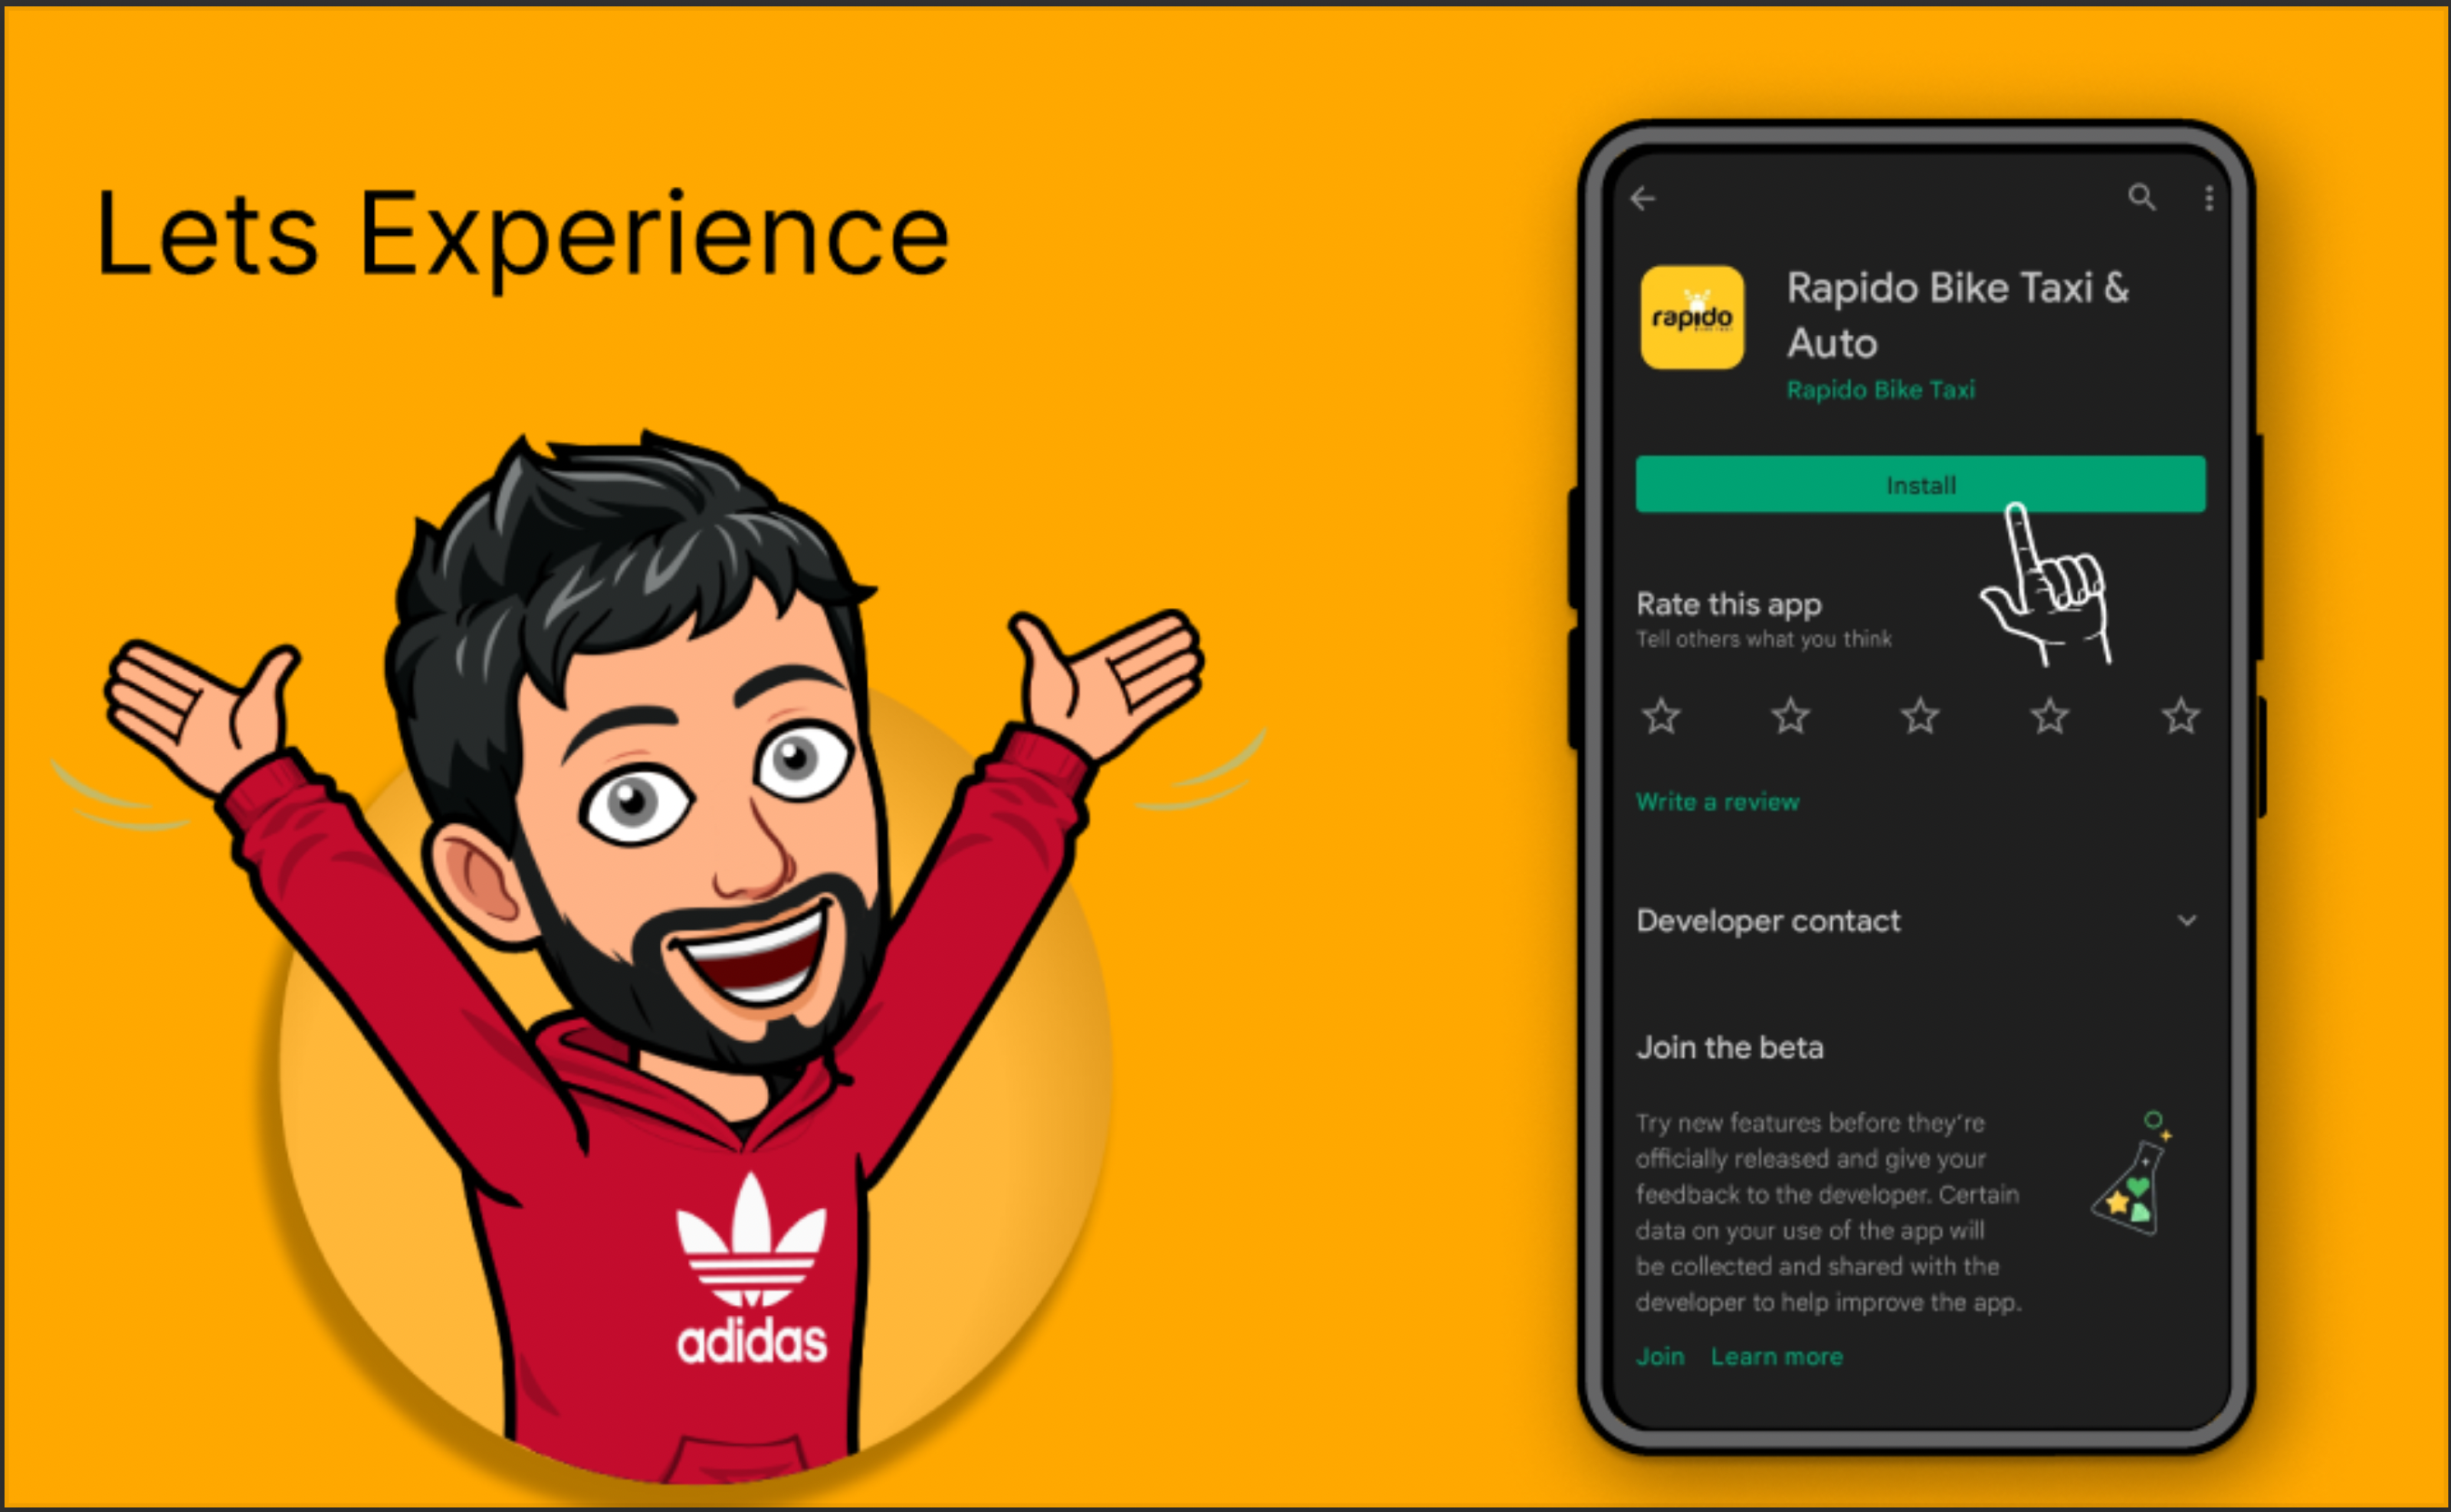 Lets Experience
adidas
rapido
Rapido Bike Taxi &
Auto
Rapido Bike Taxi
Install
Rate this app
Tell others what you think
Write a review
Developer contact
Join the beta
Try new features before they're
officially released and give your
feedback to the developer. Certain
data on your use of the app will
be collected and shared with the
developer to help improve the app.
Join Learn more